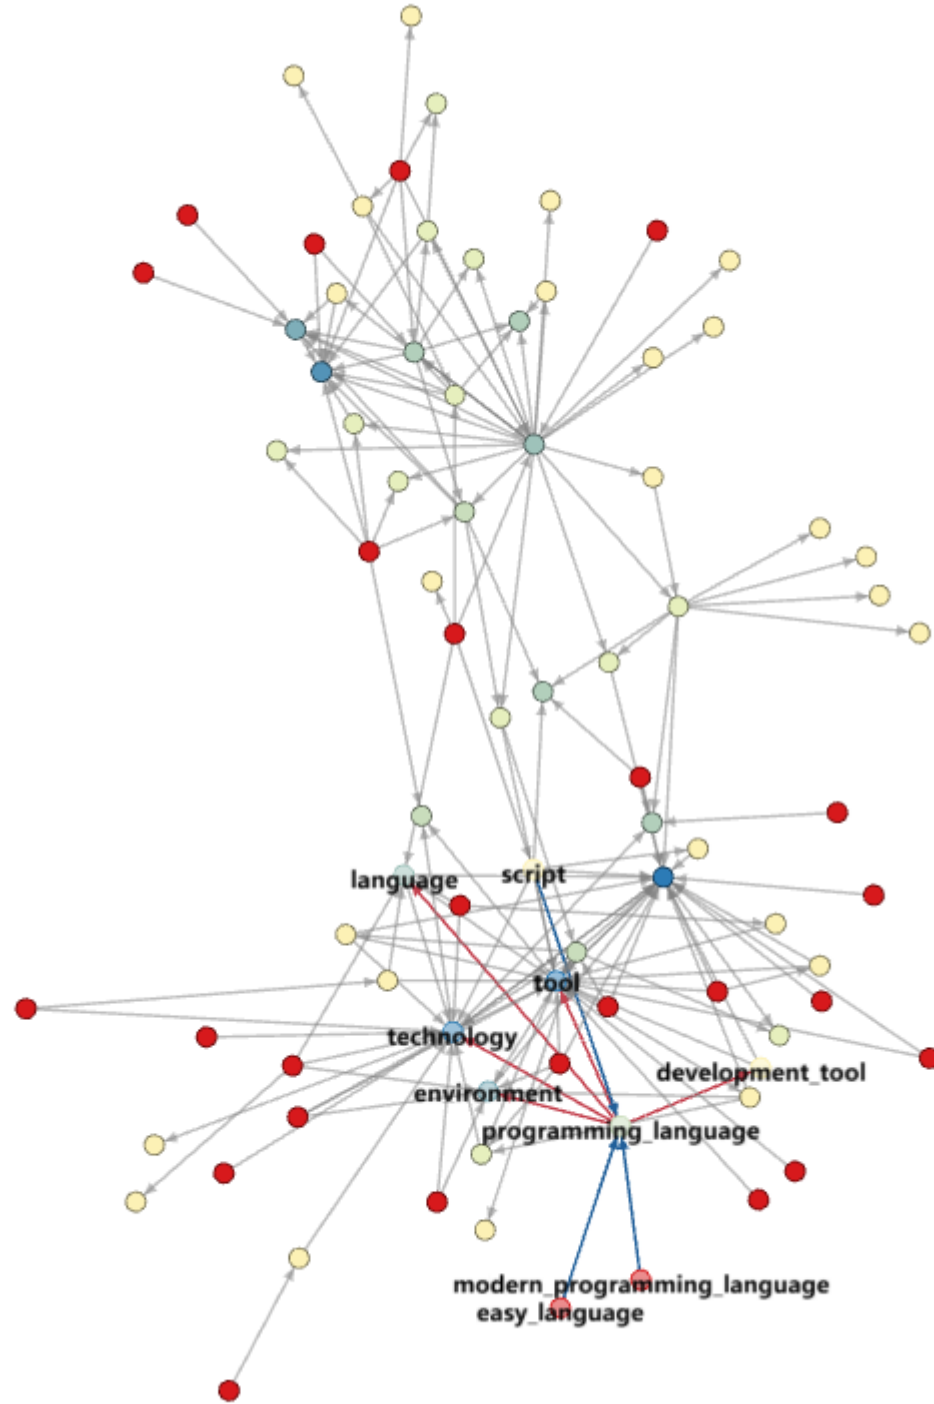 language
script
tool
technology
development_tool
environment
programming_language
modern_programming_language
easy_language